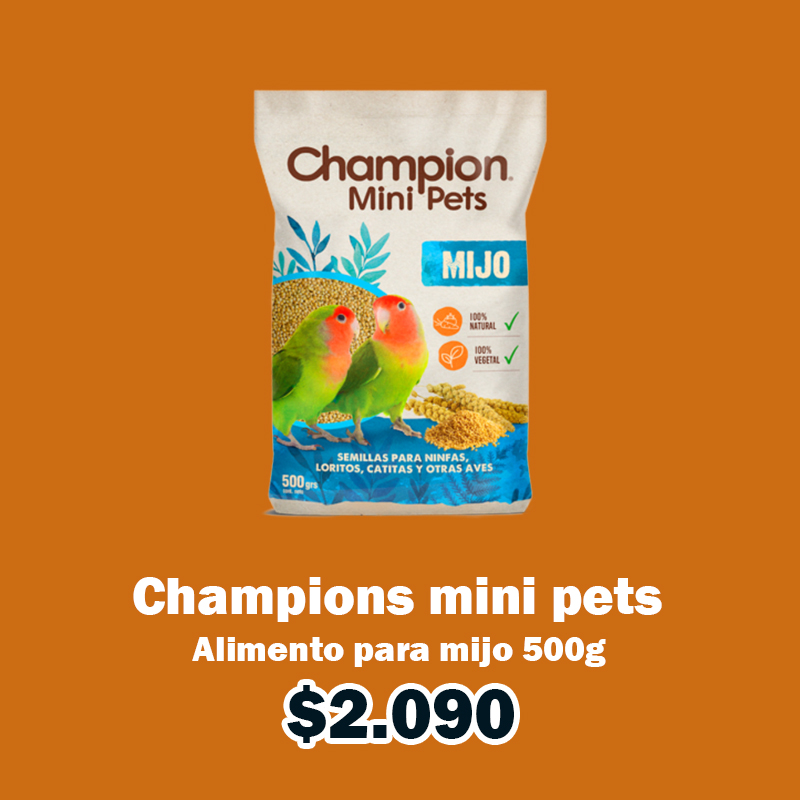 Champion
Mini Pets
MIJO
100%
NATURAL
100%
VEGETAL
SEMILLAS PARA NINFAS,
LORITOS, CATITAS Y OTRAS AVES
500grs
Champions mini pets
Alimento para mijo 500g
$2.090